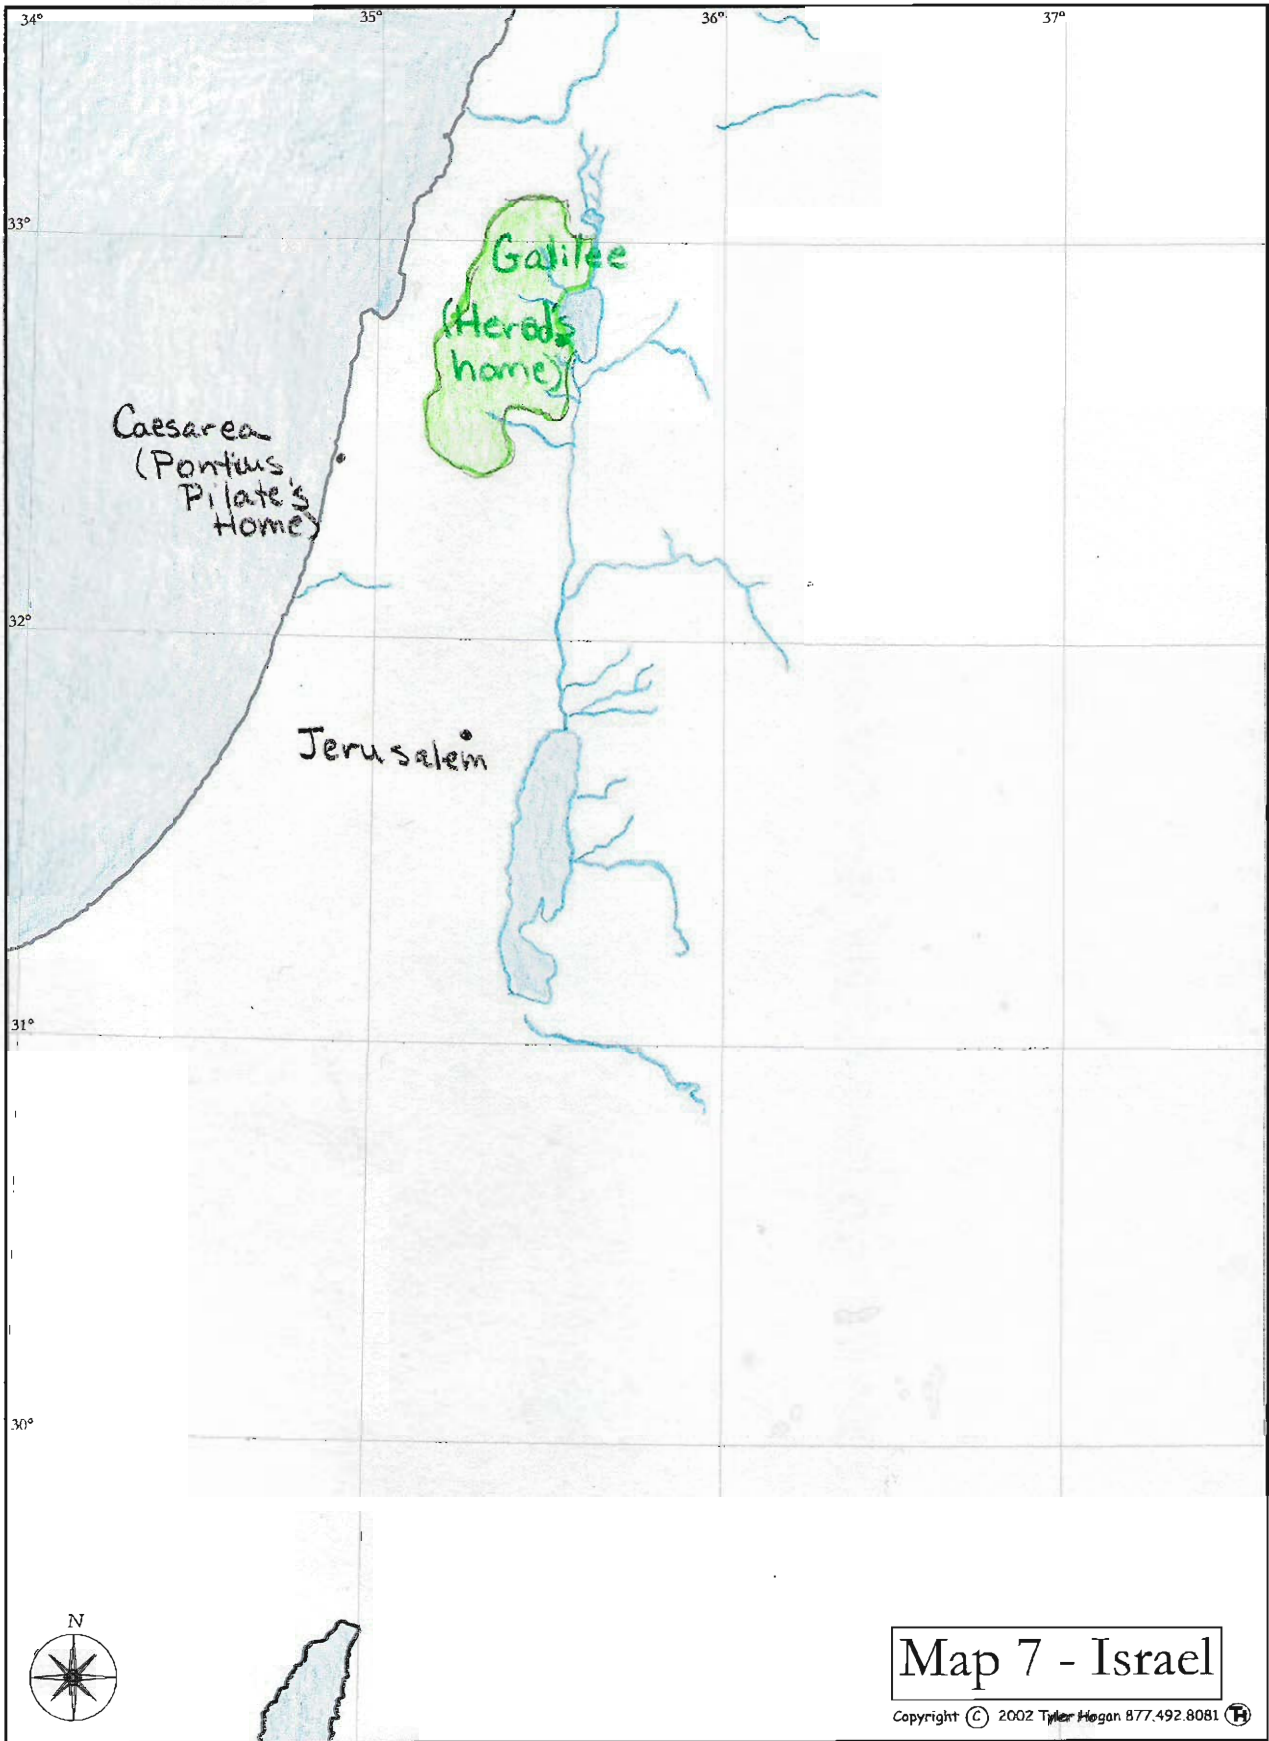 34° 35° 36° 37°
33°
Galilee
(Herod's
home)
Caesarea
(Pontius
Pilate's
Home)
32°
Jerusalem
31°
30°
N
Map 7 - Israel
Copyright © 2002 Tyler Hogan 877.492.8081 TH